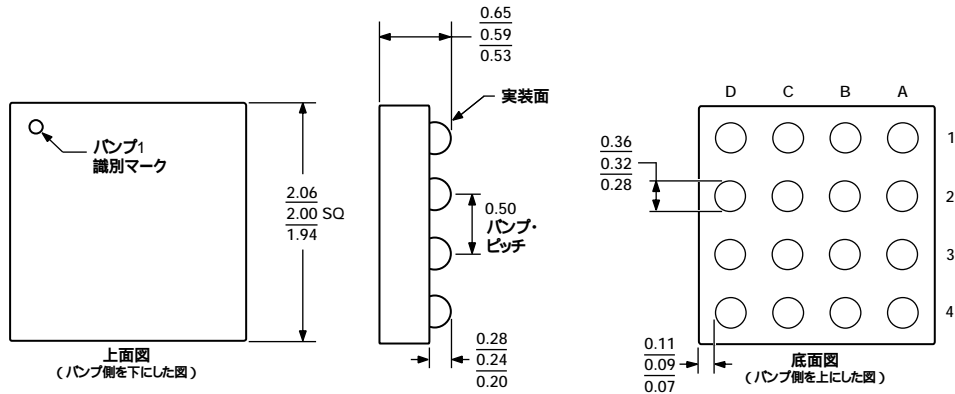 バンプ1
識別マーク
2.06
2.00 SQ
1.94
上面図
(バンプ側を下にした図)
0.65
0.59
0.53
実装面
0.50
バンプ・
ピッチ
0.28
0.24
0.20
D C B A
1
2
3
4
0.36
0.32
0.28
0.11
0.09
0.07
底面図
(バンプ側を上にした図)